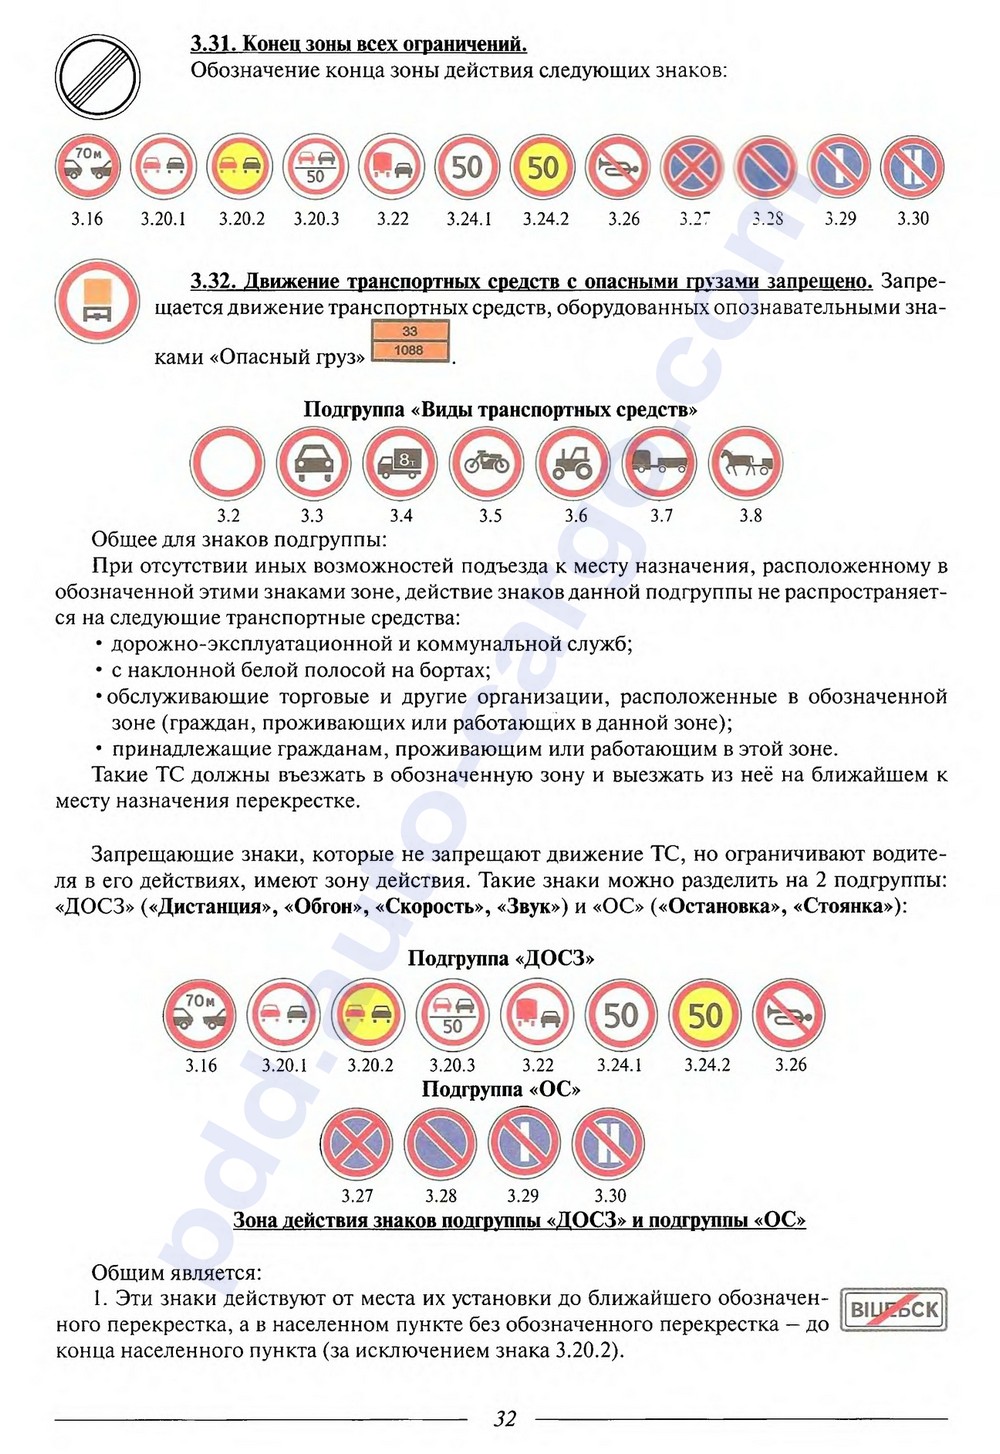 3.31. Конец зоны всех ограничений.
Обозначение конца зоны действия следующих знаков:
70м
50
50
50
3.16 3.20.1 3.20.2 3.20.3 3.22 3.24.1 3.24.2 3.26 3.27 3.28 3.29 3.30
3.32. Движение транспортных средств с опасными грузами запрещено. Запре-
щается движение транспортных средств, оборудованных опознавательными зна-
33
ками «Опасный груз» 1088.
Подгруппа «Виды транспортных средств»
8т
3.2 3.3 3.4 3.5 3.6 3.7 3.8
Общее для знаков подгруппы:
При отсутствии иных возможностей подъезда к месту назначения, расположенному в
обозначенной этими знаками зоне, действие знаков данной подгруппы не распространяет-
ся на следующие транспортные средства:
• дорожно-эксплуатационной и коммунальной служб;
• с наклонной белой полосой на бортах;
• обслуживающие торговые и другие организации, расположенные в обозначенной
зоне (граждан, проживающих или работающих в данной зоне);
• принадлежащие гражданам, проживающим или работающим в этой зоне.
Такие ТС должны въезжать в обозначенную зону и выезжать из неё на ближайшем к
месту назначения перекрестке.
Запрещающие знаки, которые не запрещают движение ТС, но ограничивают водите-
ля в его действиях, имеют зону действия. Такие знаки можно разделить на 2 подгруппы:
«ДОСЗ» («Дистанция», «Обгон», «Скорость», «Звук») и «ОС» («Остановка», «Стоянка»):
Подгруппа «ДОСЗ»
70м
50
50
50
3.16 3.20.1 3.20.2 3.20.3 3.22 3.24.1 3.24.2 3.26
Подгруппа «ОС»
3.27 3.28 3.29 3.30
Зона действия знаков подгруппы «ДОСЗ» и подгруппы «ОС»
Общим является:
1. Эти знаки действуют от места их установки до ближайшего обозначен-
ного перекрестка, а в населенном пункте без обозначенного перекрестка – до
конца населенного пункта (за исключением знака 3.20.2).
ВІЦЕБСК
32
pdd.auto-cargo.com